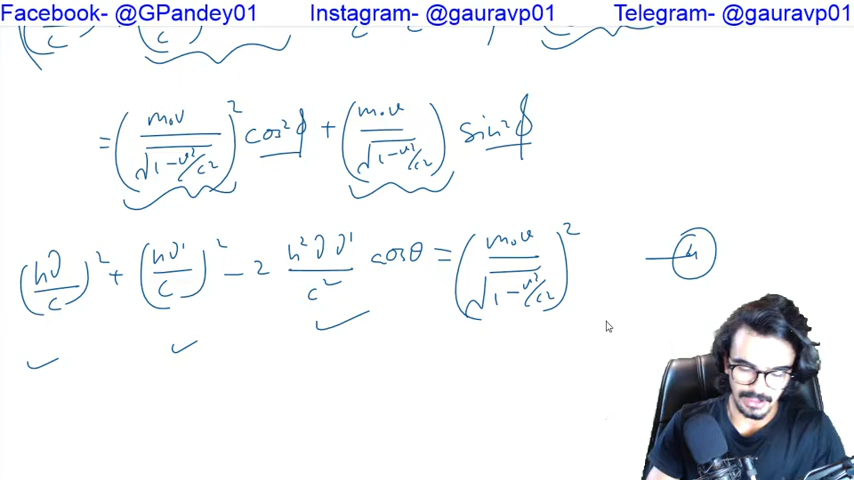 Facebook- @GPandey01 Instagram- @gauravp01 Telegram- @gauravp01
= (m₀v / √(1-v²/c²))² cos²ϕ + (m₀v / √(1-v²/c²)) sin²ϕ
(hν/c)² + (hν'/c)² - 2 h²νν'/c² cosθ = (m₀v / √(1-v²/c²))² — 4